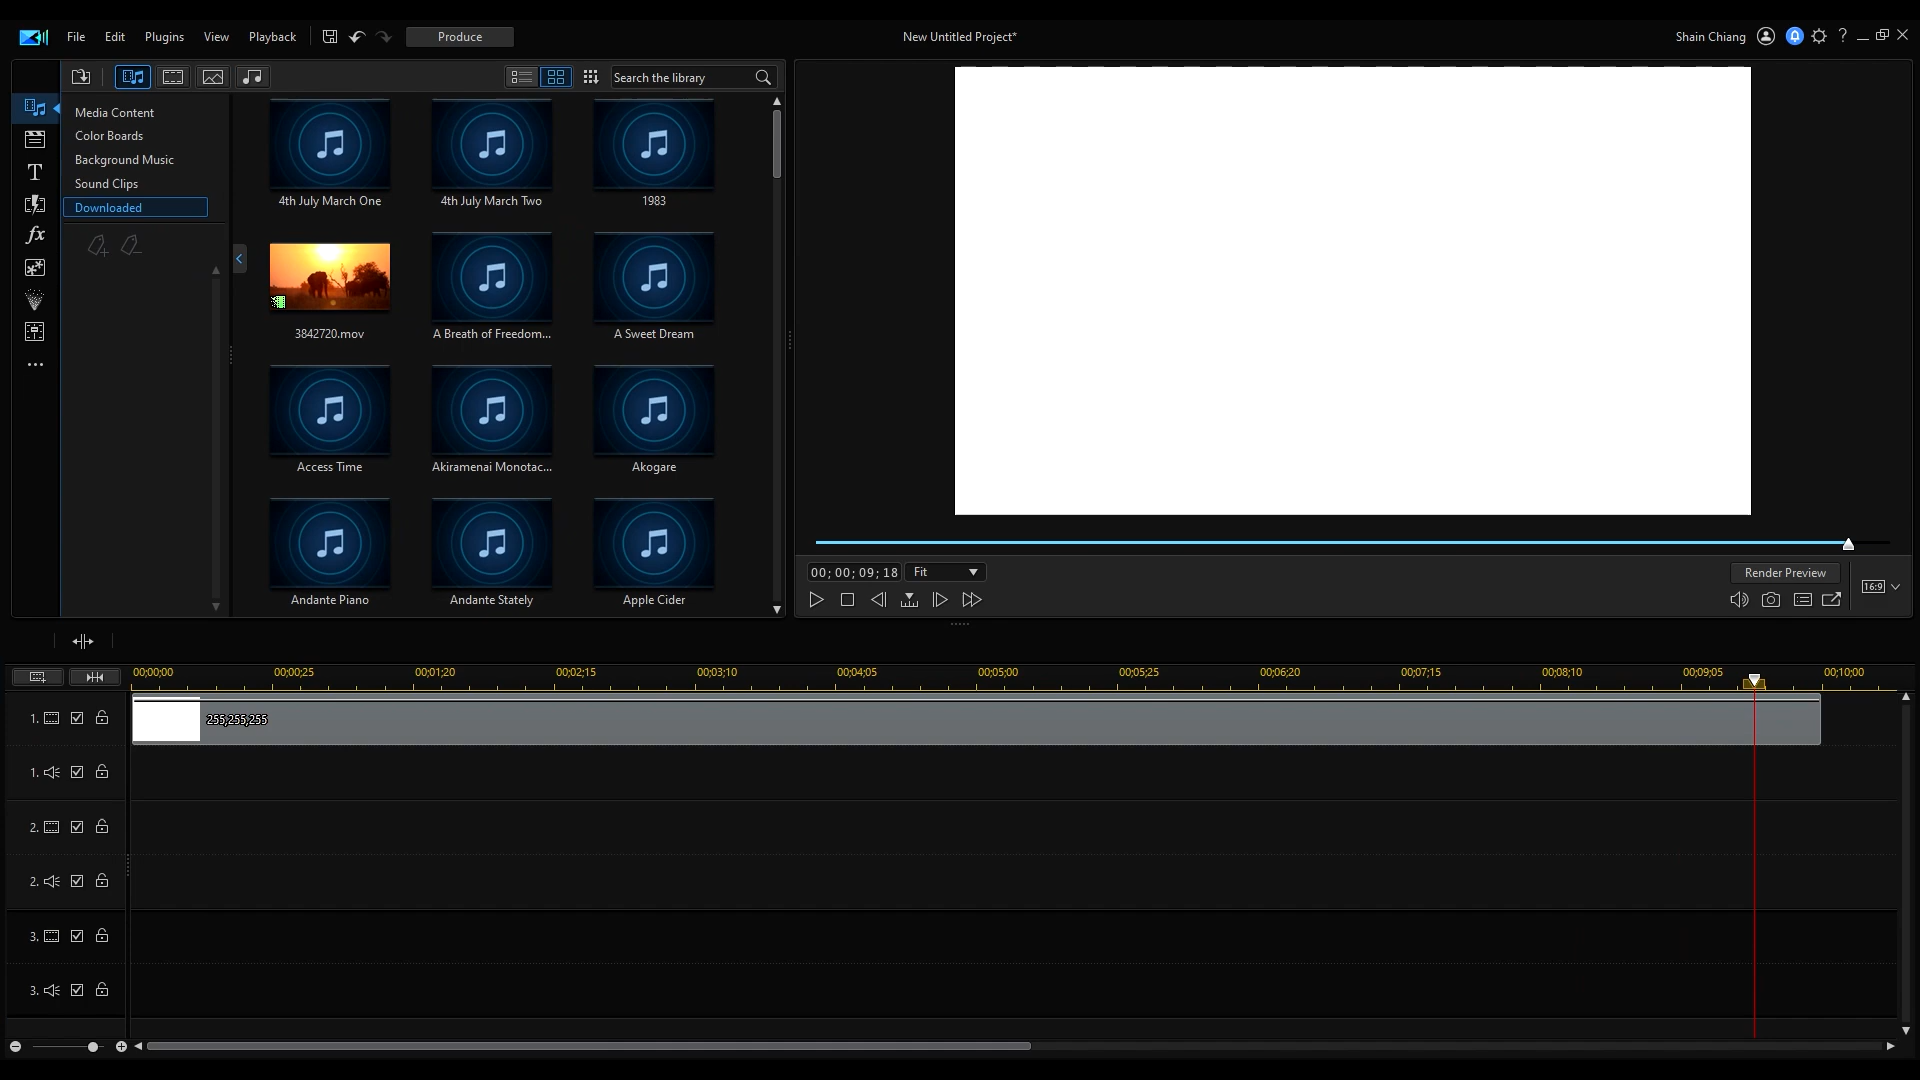 File Edit Plugins View Playback Produce New Untitled Project* Shain Chiang ?
Search the library
Media Content
Color Boards
Background Music
Sound Clips
Downloaded
4th July March One 4th July March Two 1983
3842720.mov A Breath of Freedom... A Sweet Dream
Access Time Akiramenai Monotac... Akogare
Andante Piano Andante Stately Apple Cider
00;00;09;18 Fit Render Preview
16:9
00;00;00 00;00;25 00;01;20 00;02;15 00;03;10 00;04;05 00;05;00 00;05;25 00;06;20 00;07;15 00;08;10 00;09;05 00;10;00
1. 255,255,255
1.
2.
2.
3.
3.